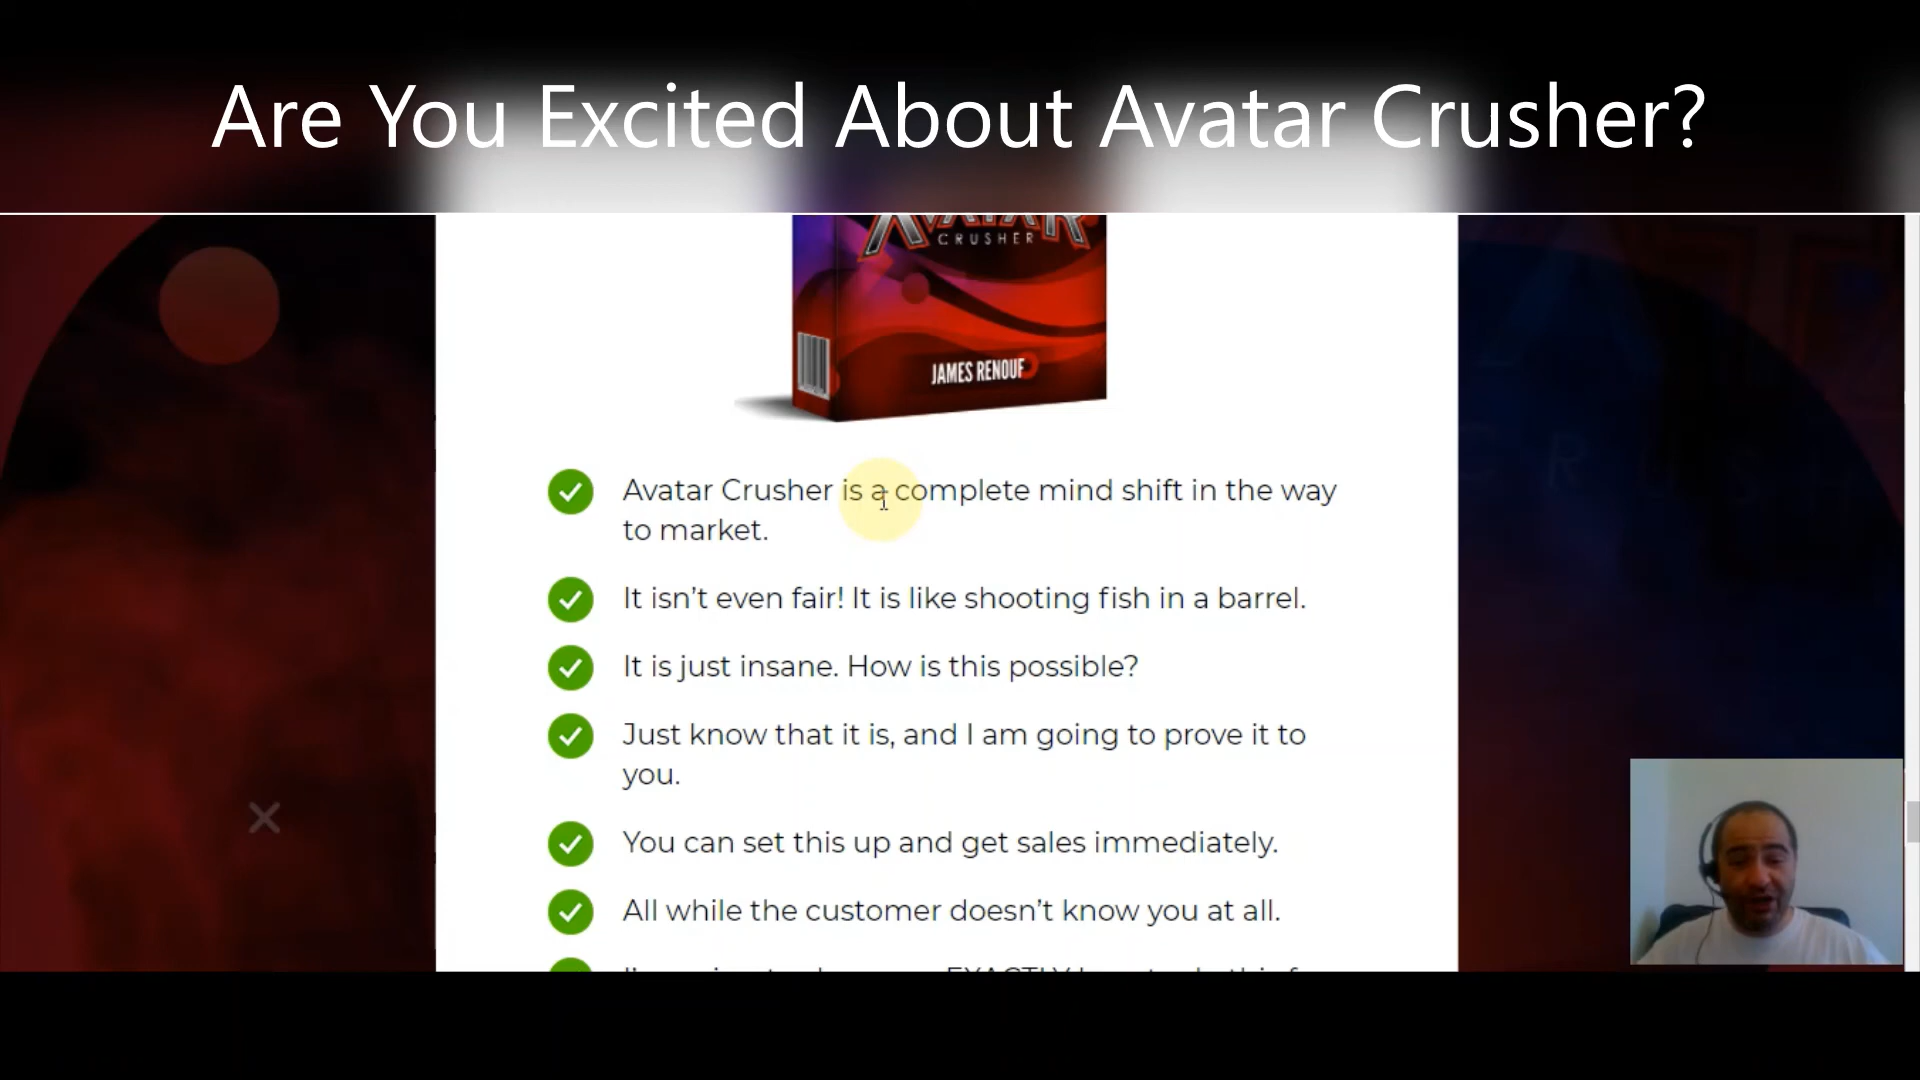 Are You Excited About Avatar Crusher?
AVATAR
CRUSHER
JAMES RENOUF
Avatar Crusher is a complete mind shift in the way
to market.
It isn't even fair! It is like shooting fish in a barrel.
It is just insane. How is this possible?
Just know that it is, and I am going to prove it to
you.
You can set this up and get sales immediately.
All while the customer doesn't know you at all.